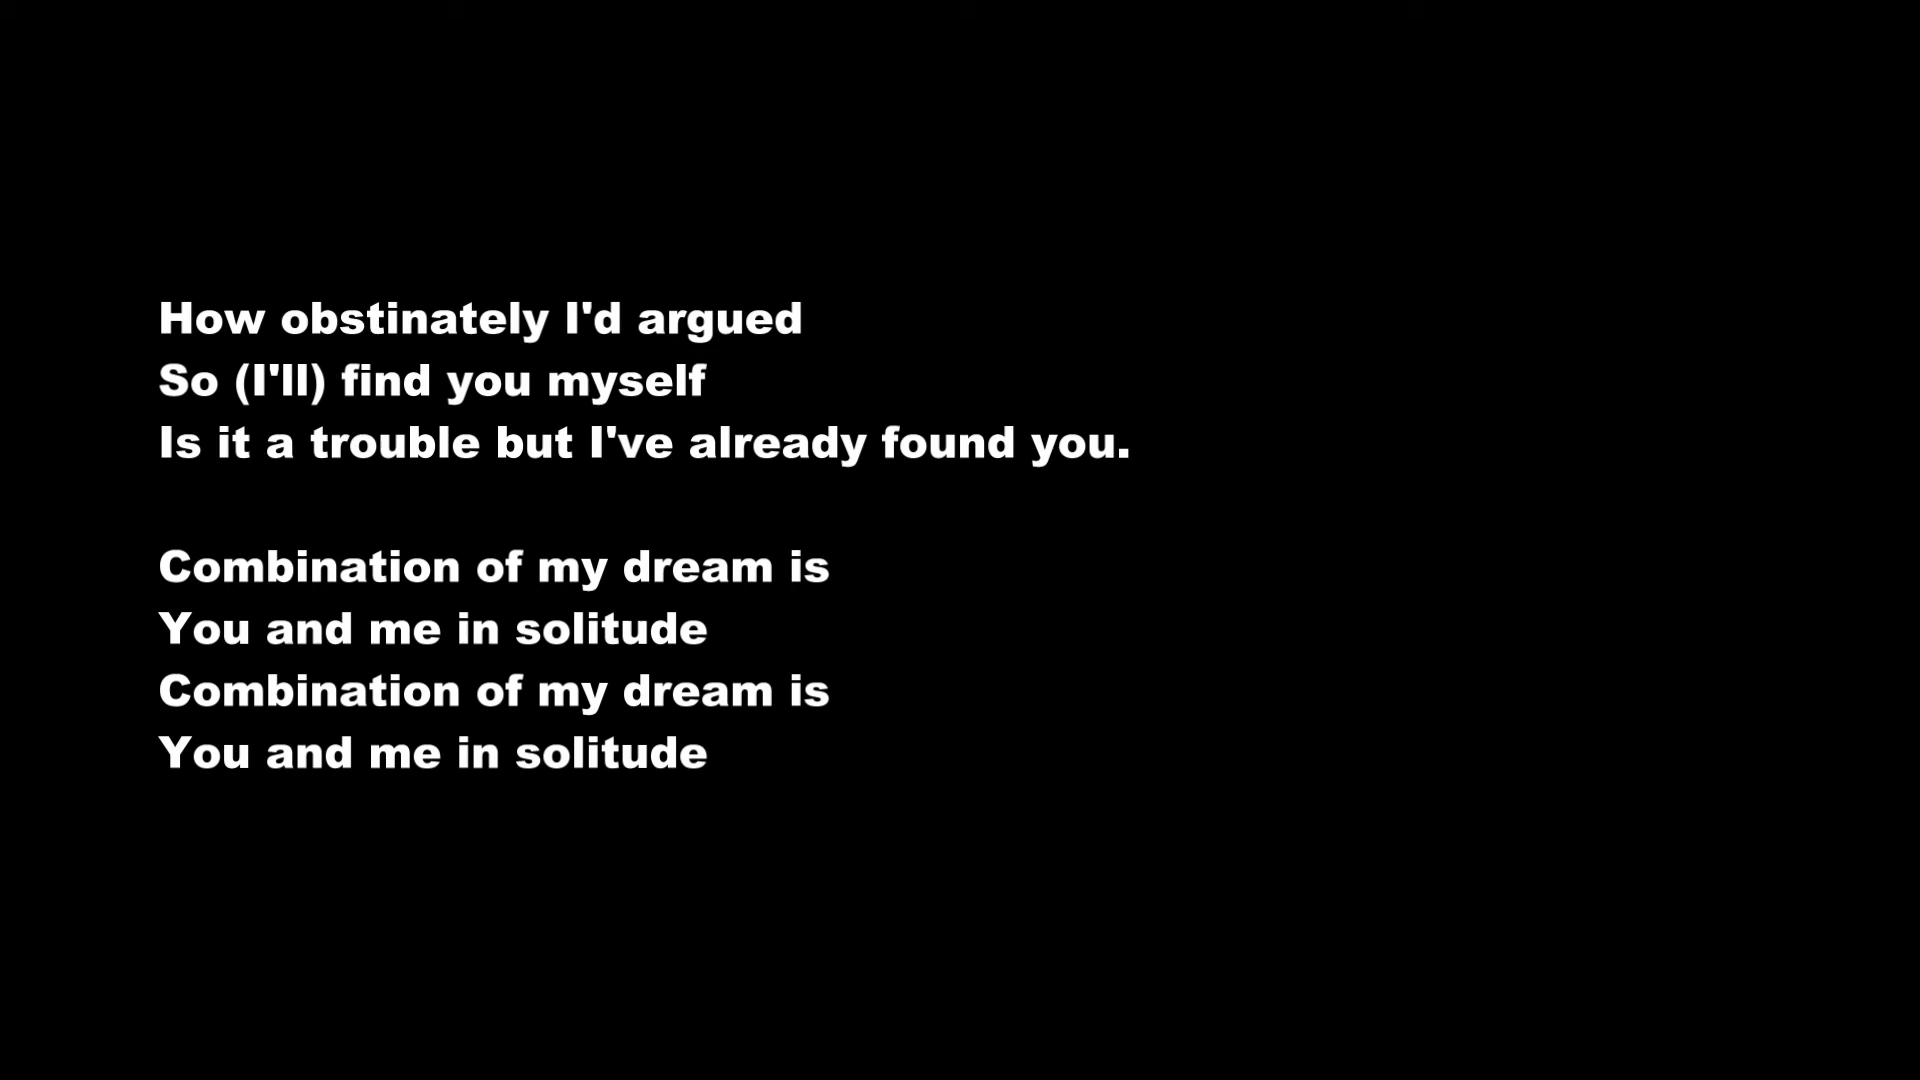 How obstinately I'd argued
So (I'll) find you myself
Is it a trouble but I've already found you.
Combination of my dream is
You and me in solitude
Combination of my dream is
You and me in solitude